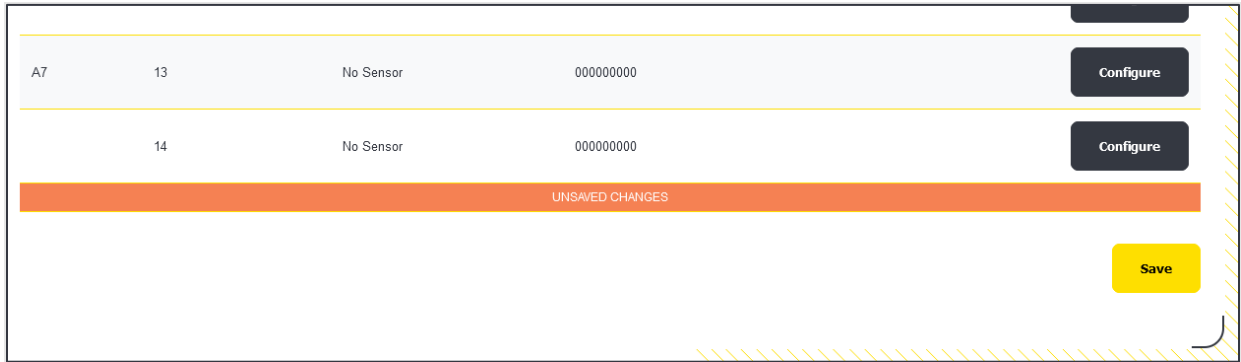 A7 13 No Sensor 000000000 Configure
14 No Sensor 000000000 Configure
UNSAVED CHANGES
Save